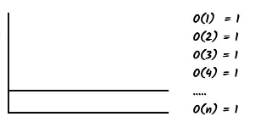 O(1) = 1
O(2) = 1
O(3) = 1
O(4) = 1
.....
O(n) = 1